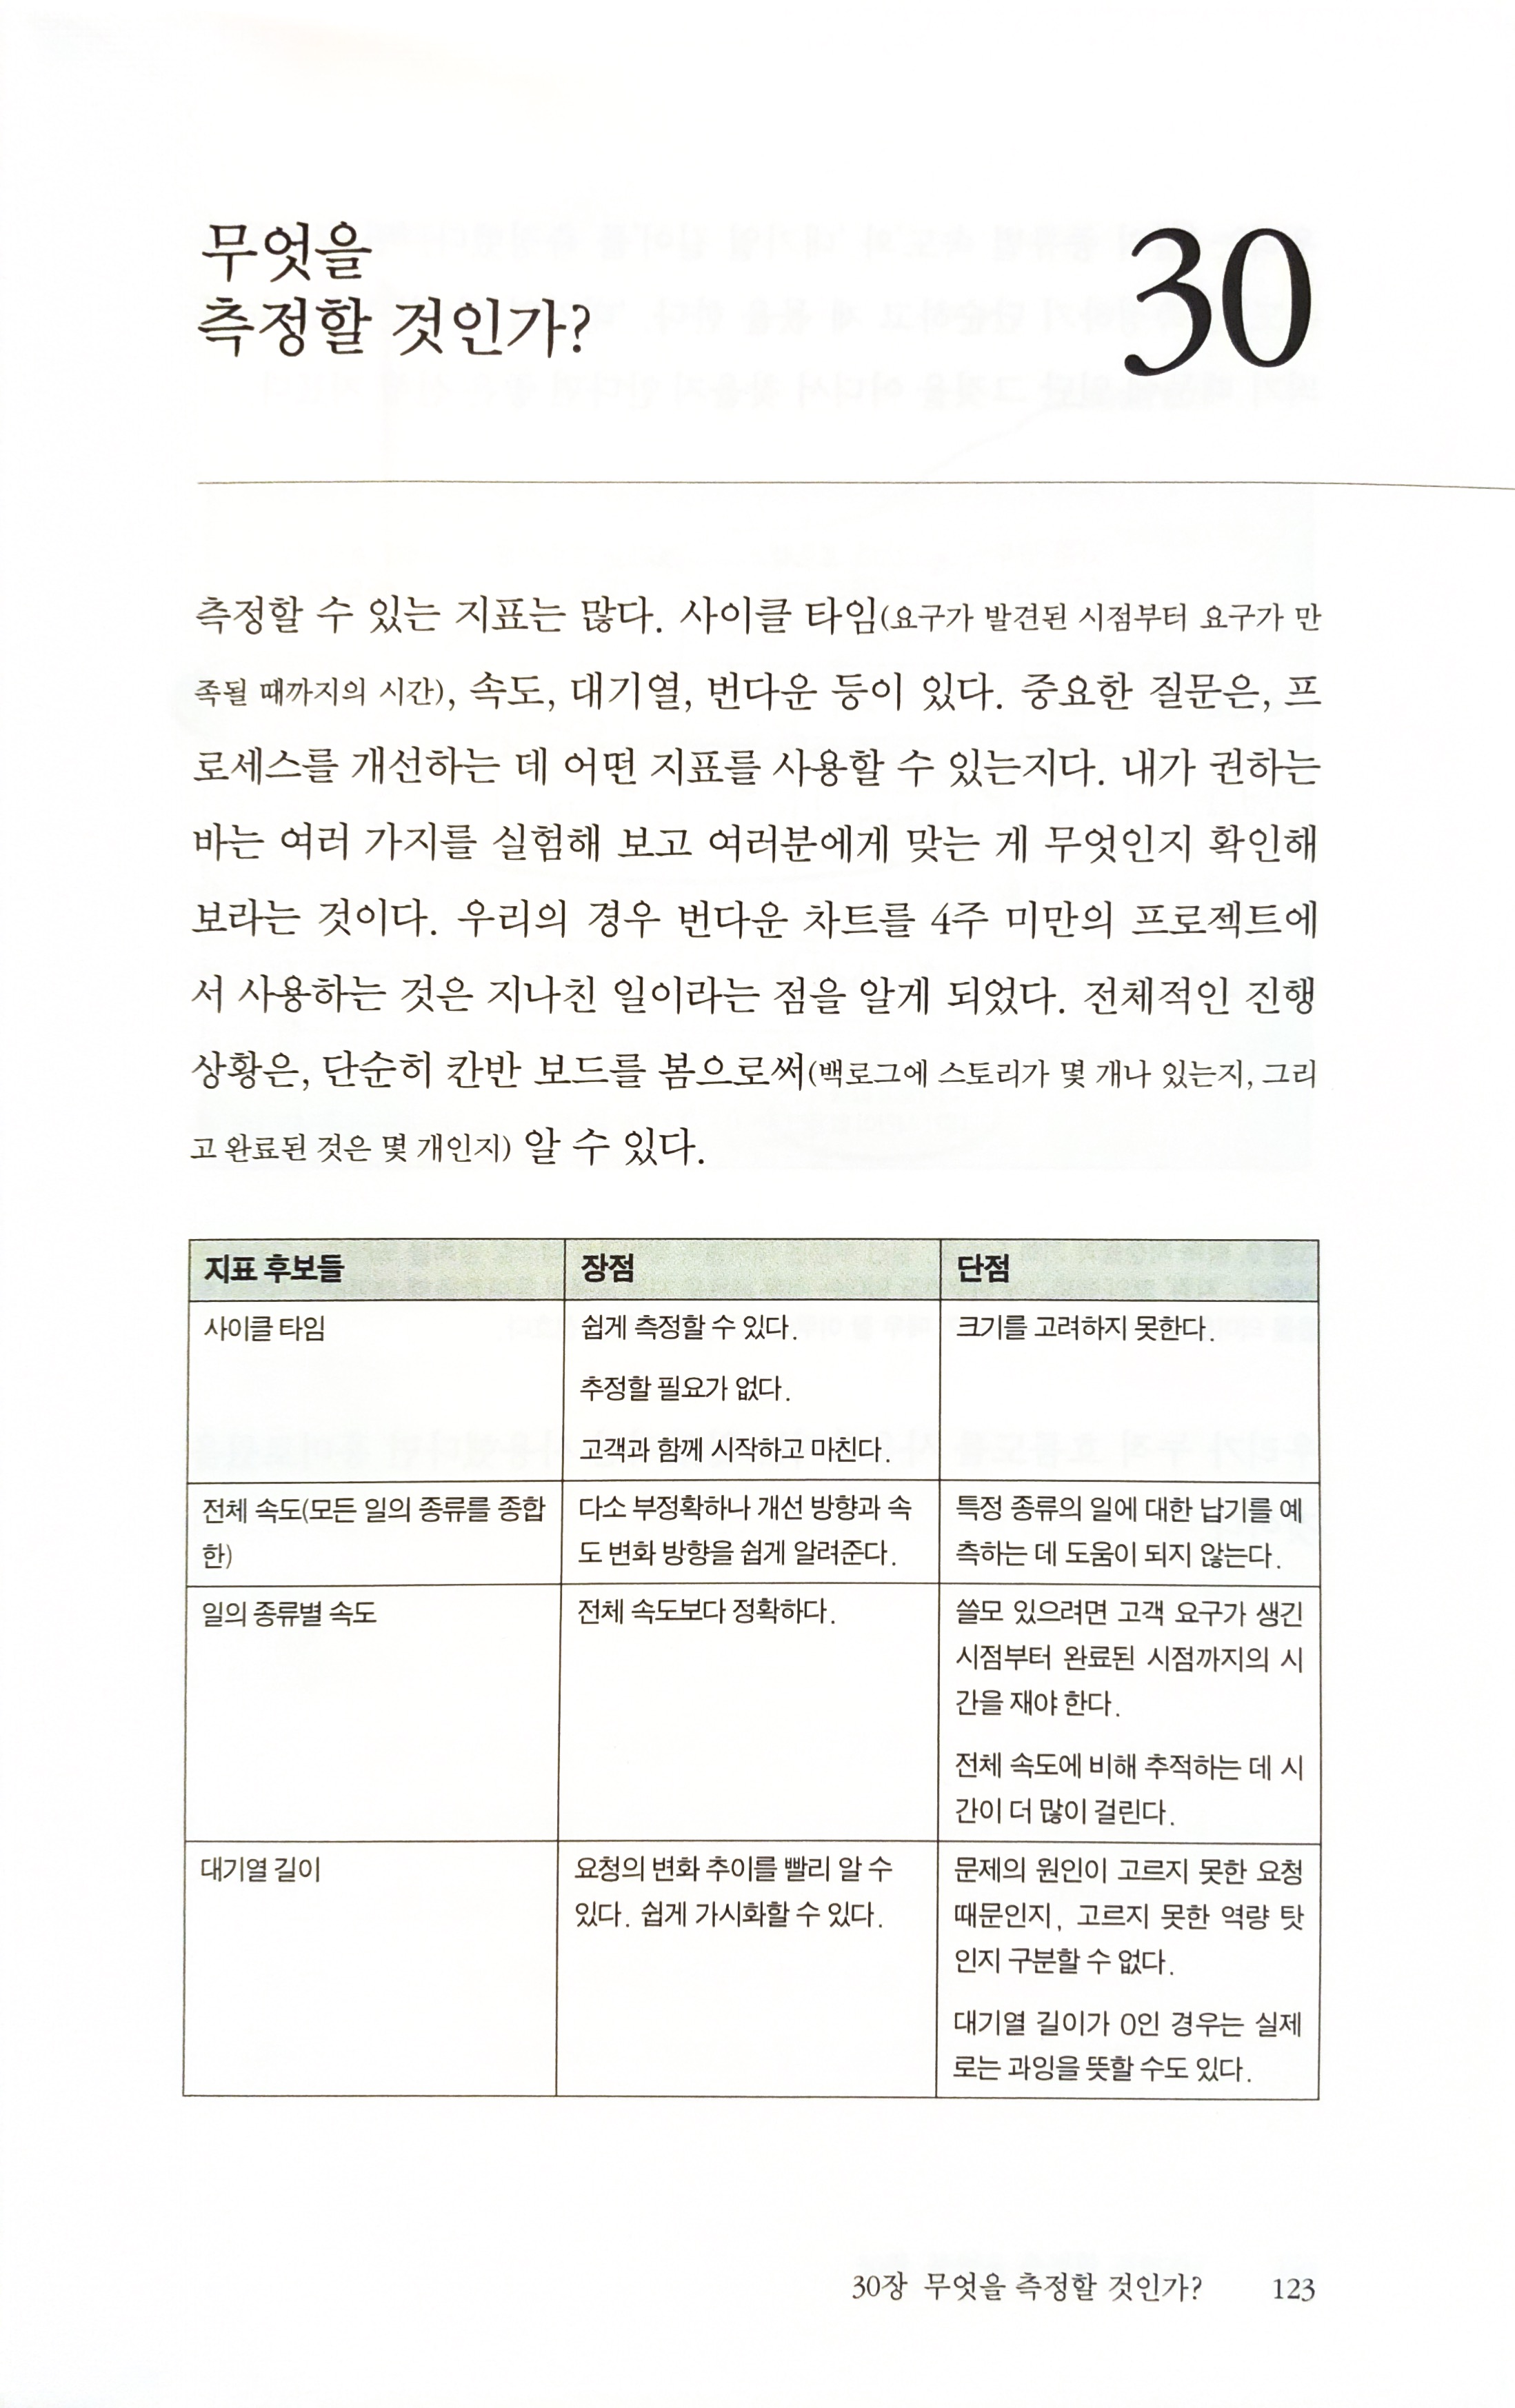 무엇을
측정할 것인가?
30
측정할 수 있는 지표는 많다. 사이클 타임(요구가 발견된 시점부터 요구가 만
족될 때까지의 시간), 속도, 대기열, 번다운 등이 있다. 중요한 질문은, 프
로세스를 개선하는 데 어떤 지표를 사용할 수 있는지다. 내가 권하는
바는 여러 가지를 실험해 보고 여러분에게 맞는 게 무엇인지 확인해
보라는 것이다. 우리의 경우 번다운 차트를 4주 미만의 프로젝트에
서 사용하는 것은 지나친 일이라는 점을 알게 되었다. 전체적인 진행
상황은, 단순히 칸반 보드를 봄으로써(백로그에 스토리가 몇 개나 있는지, 그리
고 완료된 것은 몇 개인지) 알 수 있다.
지표 후보들 장점 단점
사이클 타임 쉽게 측정할 수 있다. 크기를 고려하지 못한다.
추정할 필요가 없다.
고객과 함께 시작하고 마친다.
전체 속도(모든 일의 종류를 종합
한)
다소 부정확하나 개선 방향과 속
도 변화 방향을 쉽게 알려준다.
특정 종류의 일에 대한 납기를 예
측하는 데 도움이 되지 않는다.
일의 종류별 속도
전체 속도보다 정확하다.
쓸모 있으려면 고객 요구가 생긴
시점부터 완료된 시점까지의 시
간을 재야 한다.
전체 속도에 비해 추적하는 데 시
간이 더 많이 걸린다.
대기열 길이
요청의 변화 추이를 빨리 알 수
있다. 쉽게 가시화할 수 있다.
문제의 원인이 고르지 못한 요청
때문인지, 고르지 못한 역량 탓
인지 구분할 수 없다.
대기열 길이가 0인 경우는 실제
로는 과잉을 뜻할 수도 있다.
30장 무엇을 측정할 것인가? 123